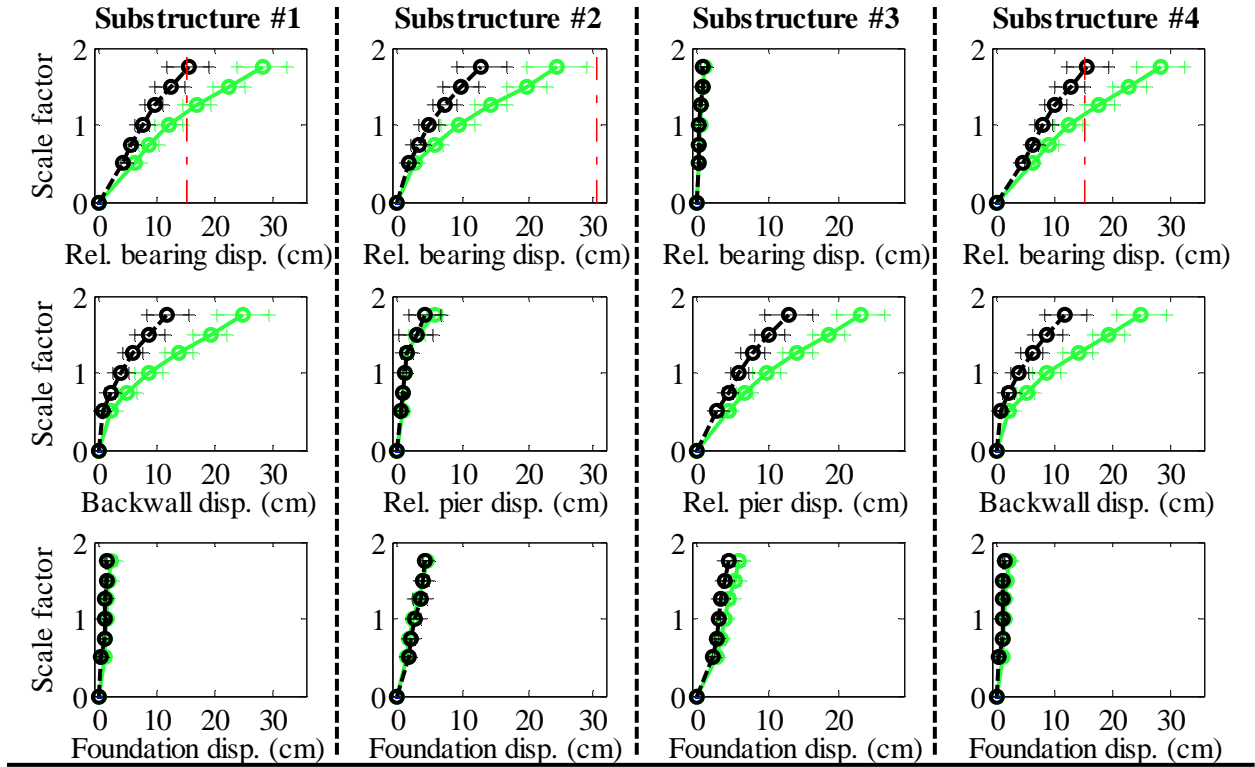 Substructure #1 Substructure #2 Substructure #3 Substructure #4
Scale factor
2 2 2 2
1 1 1 1
0 0 0 0
0 10 20 30 0 10 20 30 0 10 20 0 10 20 30
Rel. bearing disp. (cm) Rel. bearing disp. (cm) Rel. bearing disp. (cm) Rel. bearing disp. (cm)
Scale factor
2 2 2 2
1 1 1 1
0 0 0 0
0 10 20 30 0 10 20 30 0 10 20 0 10 20 30
Backwall disp. (cm) Rel. pier disp. (cm) Rel. pier disp. (cm) Backwall disp. (cm)
Scale factor
2 2 2 2
1 1 1 1
0 0 0 0
0 10 20 30 0 10 20 30 0 10 20 0 10 20 30
Foundation disp. (cm) Foundation disp. (cm) Foundation disp. (cm) Foundation disp. (cm)